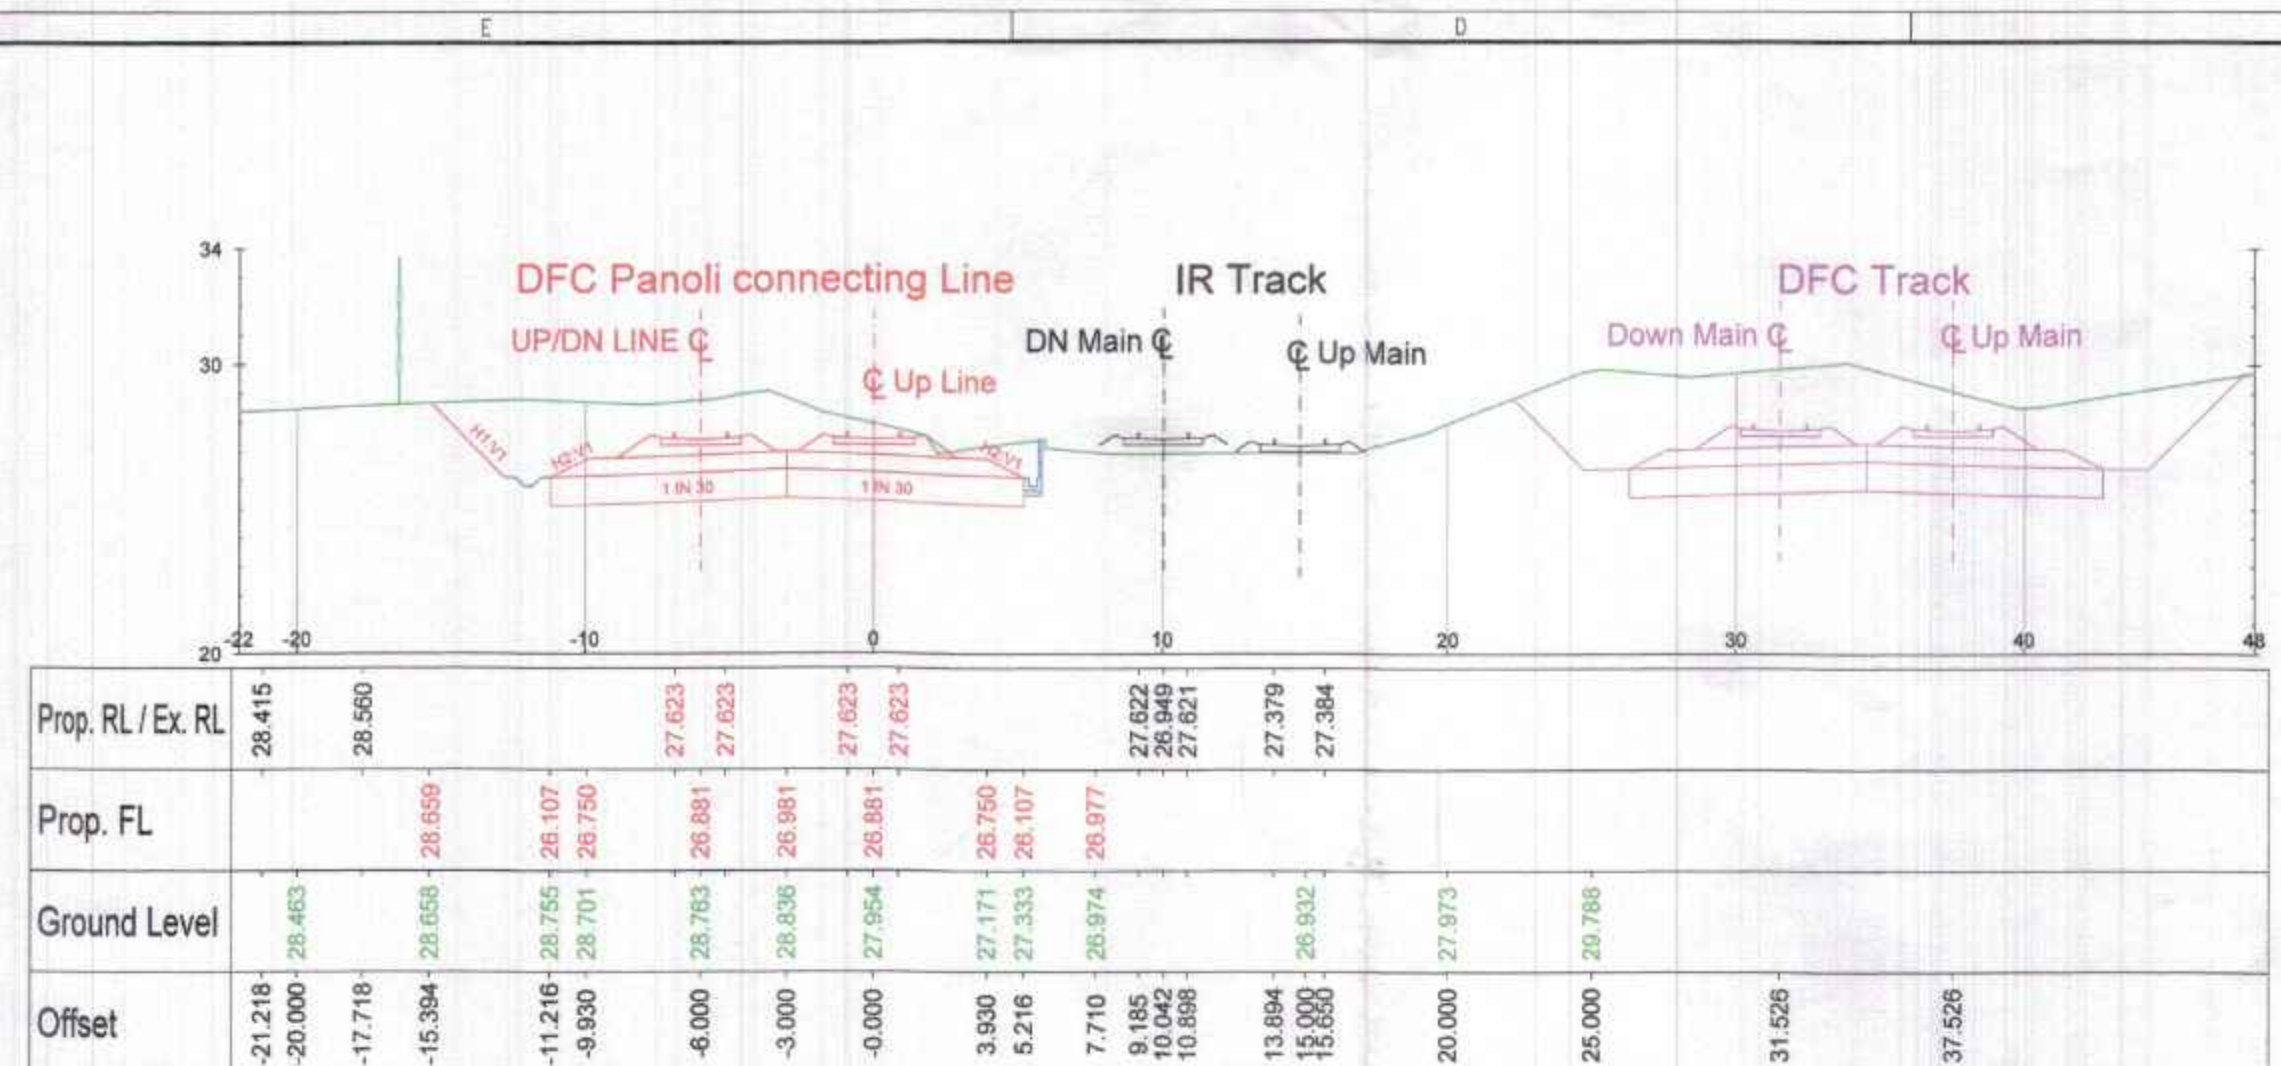 E D
34
DFC Panoli connecting Line IR Track DFC Track
UP/DN LINE ℄ DN Main ℄ ℄ Up Main Down Main ℄ ℄ Up Main
30
℄ Up Line
H1:V1 H2:V1 H2:V1
1 IN 30 1 IN 30
20 -22 -20 -10 0 10 20 30 40 48
Prop. RL / Ex. RL 28.415 28.560 27.623 27.623 27.623 27.623 27.622 26.949 27.621 27.379 27.384
Prop. FL 28.659 26.107 26.750 26.881 26.981 26.881 26.750 26.107 26.977
Ground Level 28.463 28.658 28.755 28.701 28.763 28.836 27.954 27.171 27.333 26.974 26.932 27.973 29.788
Offset -21.218 -20.000 -17.718 -15.394 -11.216 -9.930 -6.000 -3.000 -0.000 3.930 5.216 7.710 9.185 10.042 10.898 13.894 15.000 15.650 20.000 25.000 31.526 37.526